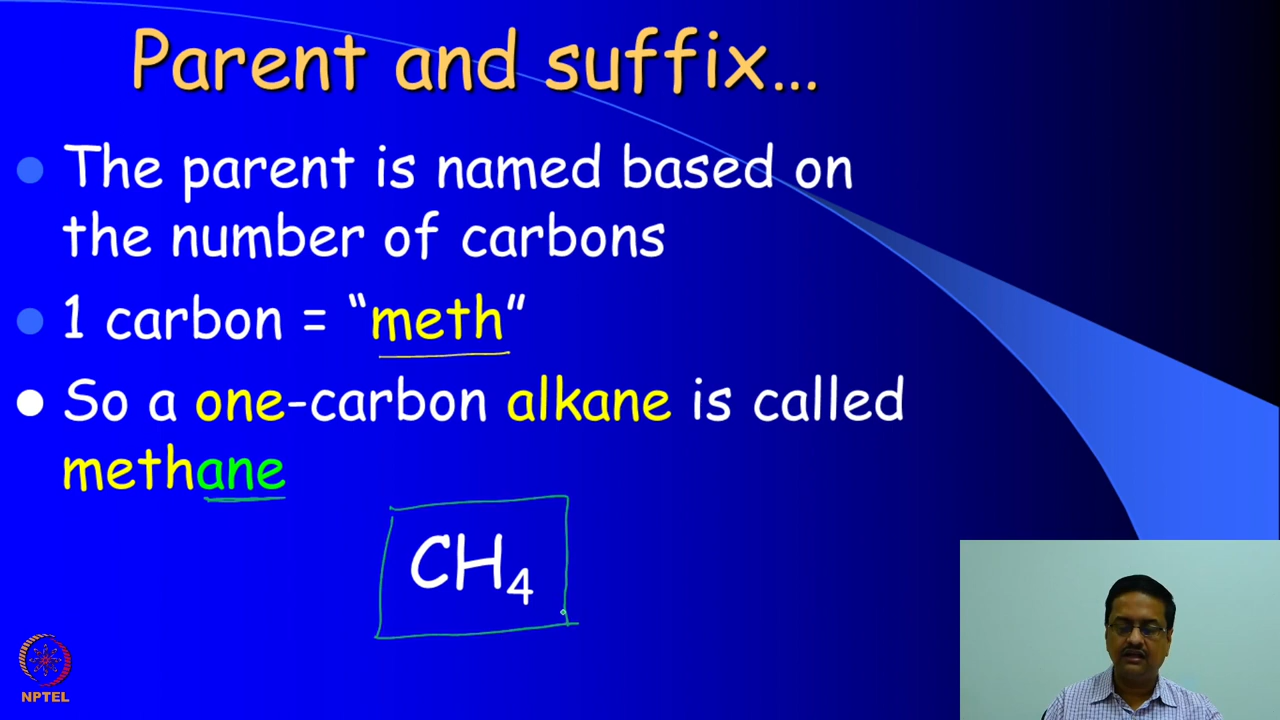 Parent and suffix...
The parent is named based on
the number of carbons
1 carbon = “meth”
So a one-carbon alkane is called
methane
CH₄
NPTEL